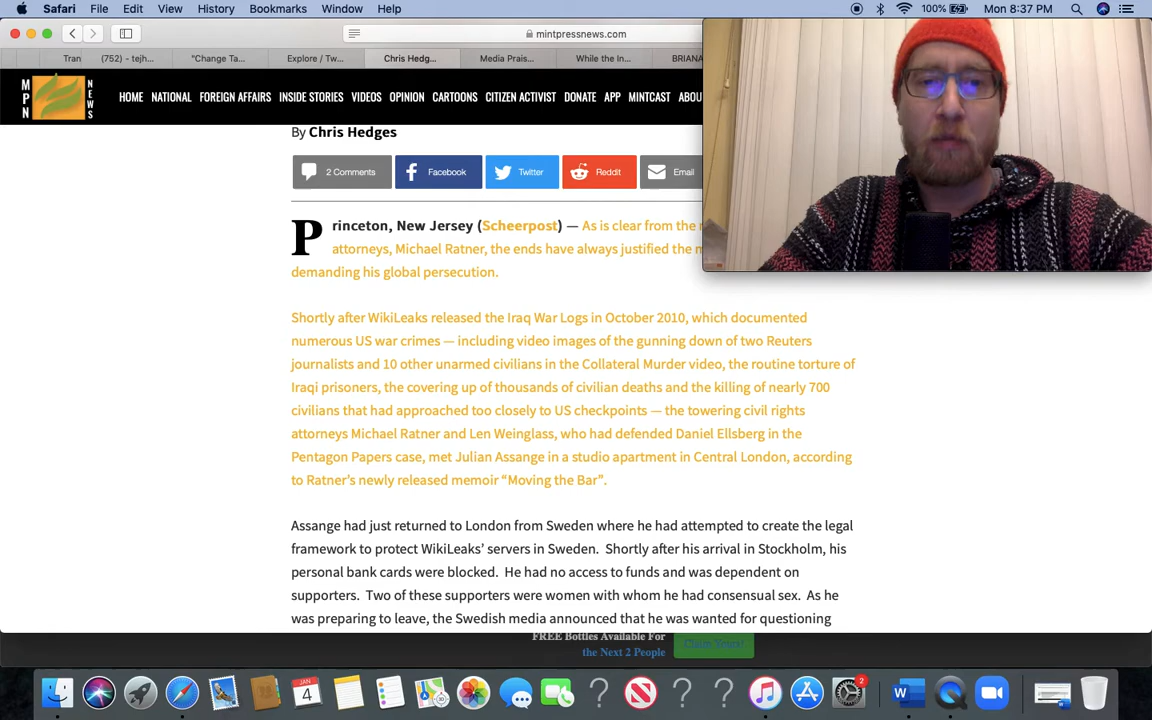 Safari File Edit View History Bookmarks Window Help 100% Mon 8:37 PM
mintpressnews.com
Tran (752) - tejh... "Change Ta... Explore / Tw... Chris Hedg... Media Prais... While the In... BRIANA
MPN NEWS HOME NATIONAL FOREIGN AFFAIRS INSIDE STORIES VIDEOS OPINION CARTOONS CITIZEN ACTIVIST DONATE APP MINTCAST ABOU
By Chris Hedges
2 Comments Facebook Twitter Reddit Email
Princeton, New Jersey (Scheerpost) — As is clear from the
attorneys, Michael Ratner, the ends have always justified the
demanding his global persecution.
Shortly after WikiLeaks released the Iraq War Logs in October 2010, which documented
numerous US war crimes — including video images of the gunning down of two Reuters
journalists and 10 other unarmed civilians in the Collateral Murder video, the routine torture of
Iraqi prisoners, the covering up of thousands of civilian deaths and the killing of nearly 700
civilians that had approached too closely to US checkpoints — the towering civil rights
attorneys Michael Ratner and Len Weinglass, who had defended Daniel Ellsberg in the
Pentagon Papers case, met Julian Assange in a studio apartment in Central London, according
to Ratner's newly released memoir “Moving the Bar”.
Assange had just returned to London from Sweden where he had attempted to create the legal
framework to protect WikiLeaks’ servers in Sweden. Shortly after his arrival in Stockholm, his
personal bank cards were blocked. He had no access to funds and was dependent on
supporters. Two of these supporters were women with whom he had consensual sex. As he
was preparing to leave, the Swedish media announced that he was wanted for questioning
FREE Bottles Available For
the Next 2 People
Claim Yours!
JAN
4
2